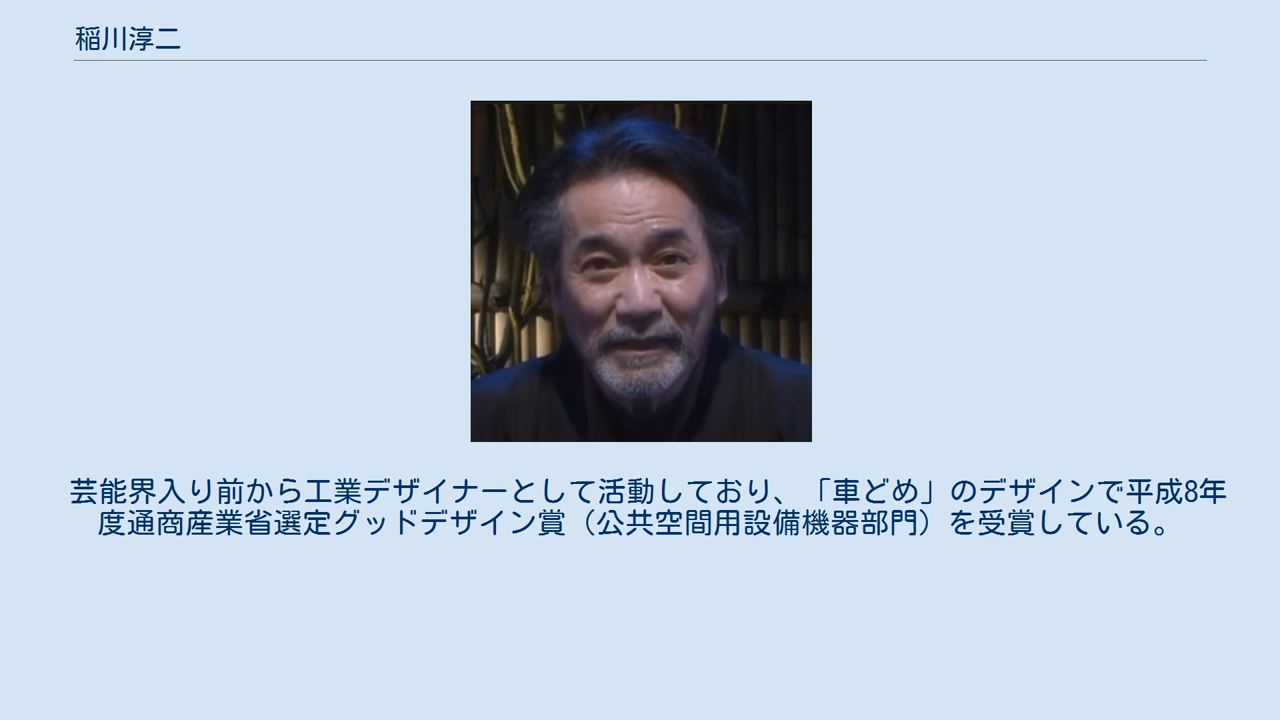 稲川淳二
芸能界入り前から工業デザイナーとして活動しており、「車どめ」のデザインで平成8年
度通商産業省選定グッドデザイン賞（公共空間用設備機器部門）を受賞している。